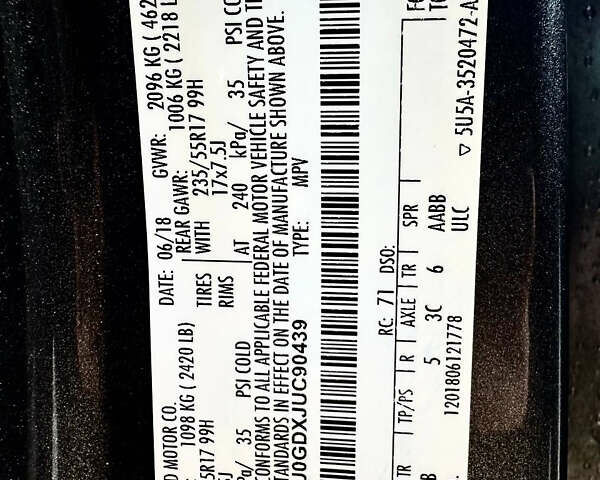 D MOTOR CO.
DATE: 06/18 GVWR: 2096 KG ( 462
1098 KG ( 2420 LB) REAR GAWR: 1006 KG ( 2218 L
5R17 99H TIRES WITH 235/55R17 99H
5J RIMS 17x7.5J
Pa/ 35 PSI COLD AT 240 kPa/ 35 PSI CO
CONFORMS TO ALL APPLICABLE FEDERAL MOTOR VEHICLE SAFETY AND T
TANDARDS IN EFFECT ON THE DATE OF MANUFACTURE SHOWN ABOVE.
J0GDXJUC90439 TYPE: MPV
RC: 71 DSO:
TR TP/PS R AXLE TR SPR
B 5 3C 6 AABB
1201806121778 ULC
▽ 5U5A-3520472-A